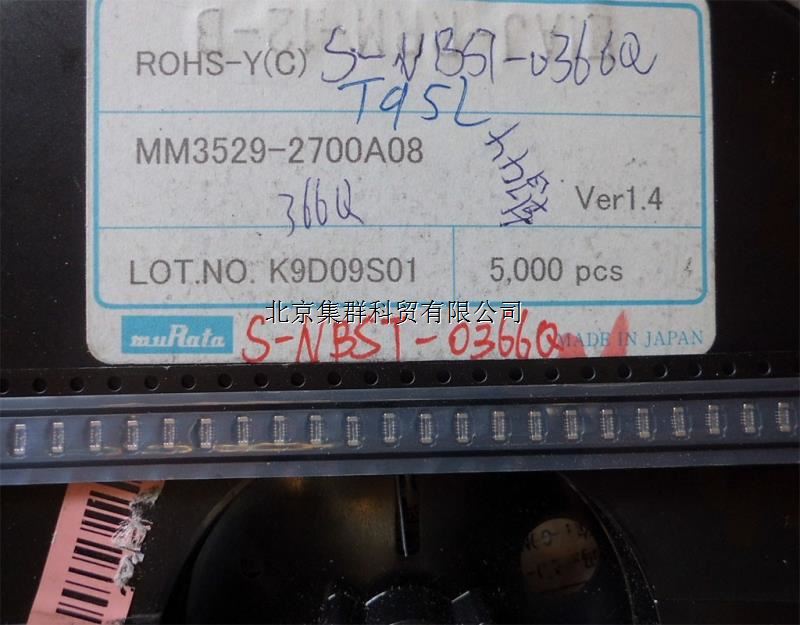 ROHS-Y(C) S-NBST-0366Q
T95L
MM3529-2700A08
366Q
Ver1.4
LOT.NO. K9D09S01
5,000 pcs
北京集群科贸有限公司
muRata
S-NBST-0366Q
MADE IN JAPAN